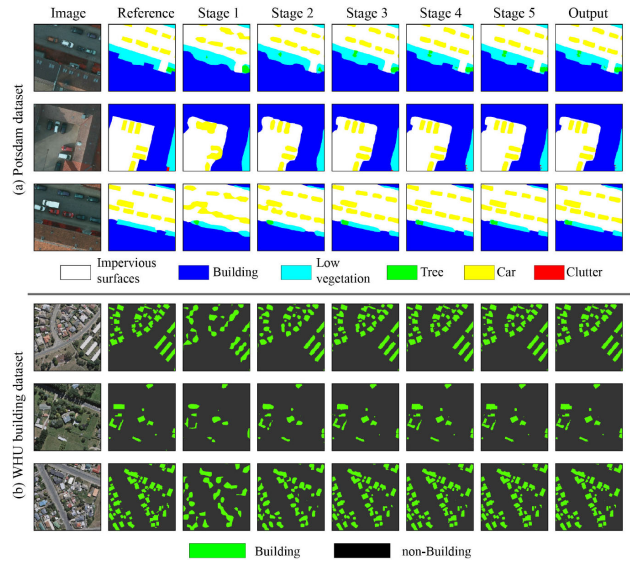 Image Reference Stage 1 Stage 2 Stage 3 Stage 4 Stage 5 Output
(a) Potsdam dataset
Impervious surfaces
Building
Low vegetation
Tree
Car
Clutter
(b) WHU building dataset
Building
non-Building